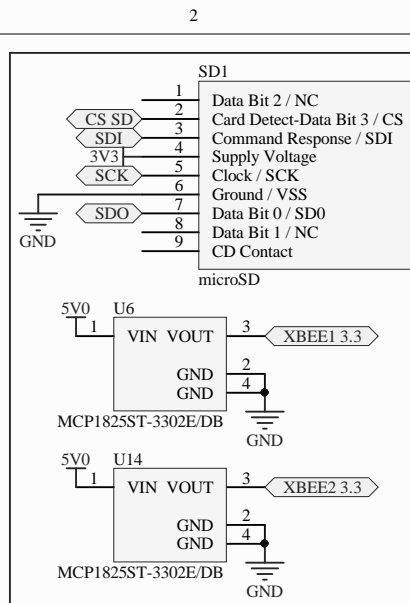 2
SD1
1 Data Bit 2 / NC
CS SD 2 Card Detect-Data Bit 3 / CS
SDI 3 Command Response / SDI
3V3 4 Supply Voltage
SCK 5 Clock / SCK
6 Ground / VSS
SDO 7 Data Bit 0 / SD0
8 Data Bit 1 / NC
9 CD Contact
GND
microSD
5V0 U6
1 VIN VOUT 3 XBEE1 3.3
GND 2
GND 4
MCP1825ST-3302E/DB
GND
5V0 U14
1 VIN VOUT 3 XBEE2 3.3
GND 2
GND 4
MCP1825ST-3302E/DB
GND